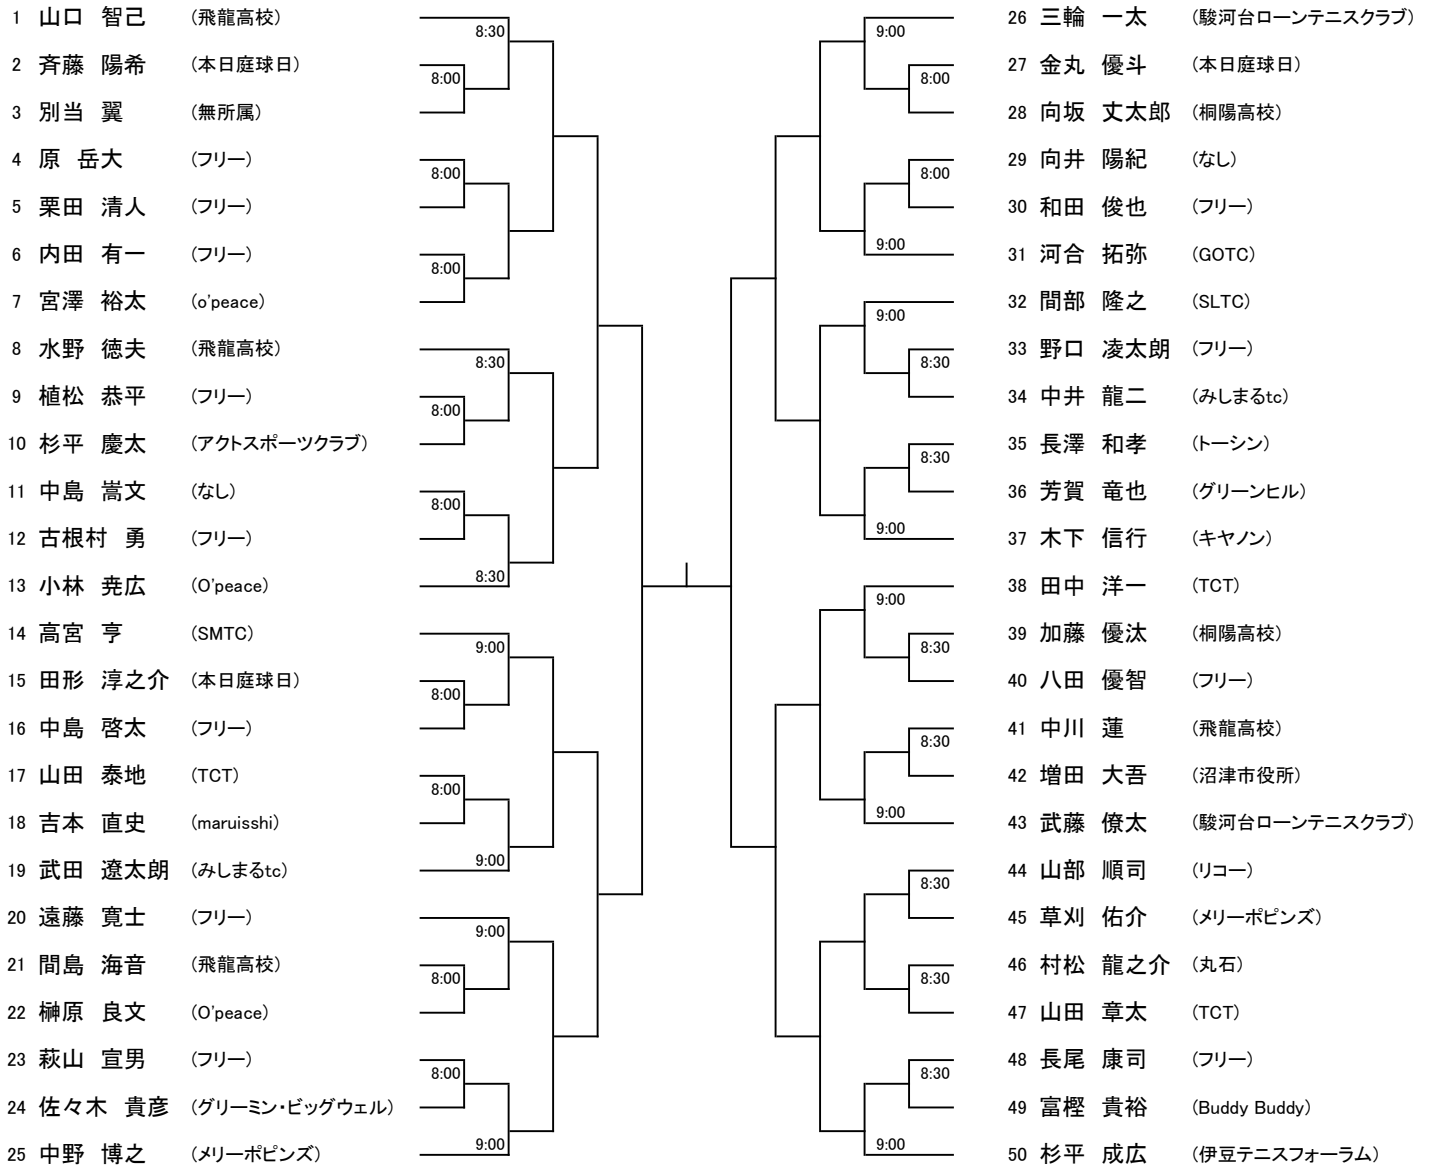 1 山口 智己 (飛龍高校)
8:30
2 斉藤 陽希 (本日庭球日)
8:00
3 別当 翼 (無所属)
4 原 岳大 (フリー)
8:00
5 栗田 清人 (フリー)
6 内田 有一 (フリー)
8:00
7 宮澤 裕太 (o'peace)
8 水野 徳夫 (飛龍高校)
8:30
9 植松 恭平 (フリー)
8:00
10 杉平 慶太 (アクトスポーツクラブ)
11 中島 嵩文 (なし)
8:00
12 古根村 勇 (フリー)
8:30
13 小林 尭広 (O'peace)
14 高宮 亨 (SMTC)
9:00
15 田形 淳之介 (本日庭球日)
8:00
16 中島 啓太 (フリー)
17 山田 泰地 (TCT)
8:00
18 吉本 直史 (maruisshi)
9:00
19 武田 遼太朗 (みしまるtc)
20 遠藤 寛士 (フリー)
9:00
21 間島 海音 (飛龍高校)
8:00
22 榊原 良文 (O'peace)
23 萩山 宣男 (フリー)
8:00
24 佐々木 貴彦 (グリーミン・ビッグウェル)
9:00
25 中野 博之 (メリーポピンズ)
26 三輪 一太 (駿河台ローンテニスクラブ)
9:00
27 金丸 優斗 (本日庭球日)
8:00
28 向坂 丈太郎 (桐陽高校)
29 向井 陽紀 (なし)
8:00
30 和田 俊也 (フリー)
9:00
31 河合 拓弥 (GOTC)
32 間部 隆之 (SLTC)
9:00
33 野口 凌太朗 (フリー)
8:30
34 中井 龍二 (みしまるtc)
35 長澤 和孝 (トーシン)
8:30
36 芳賀 竜也 (グリーンヒル)
9:00
37 木下 信行 (キヤノン)
38 田中 洋一 (TCT)
9:00
39 加藤 優汰 (桐陽高校)
8:30
40 八田 優智 (フリー)
41 中川 蓮 (飛龍高校)
8:30
42 増田 大吾 (沼津市役所)
9:00
43 武藤 僚太 (駿河台ローンテニスクラブ)
44 山部 順司 (リコー)
8:30
45 草刈 佑介 (メリーポピンズ)
46 村松 龍之介 (丸石)
8:30
47 山田 章太 (TCT)
48 長尾 康司 (フリー)
8:30
49 富樫 貴裕 (Buddy Buddy)
9:00
50 杉平 成広 (伊豆テニスフォーラム)